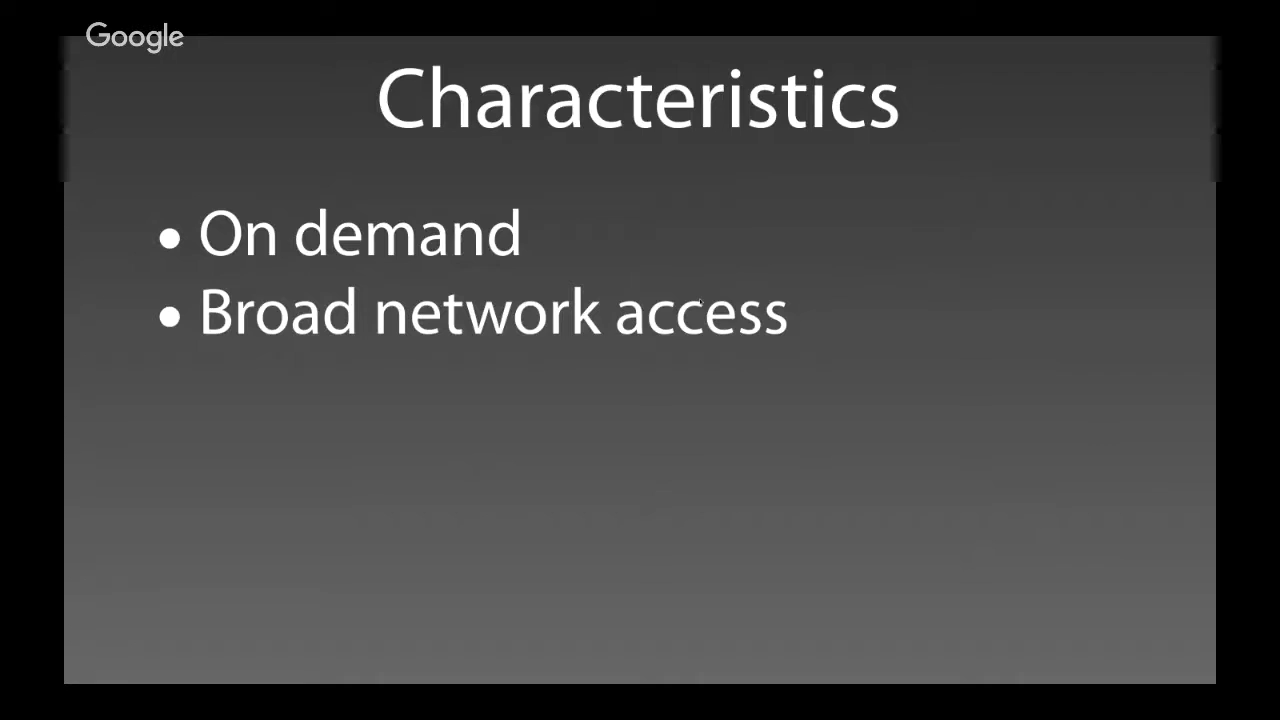 Google
Characteristics
• On demand
• Broad network access